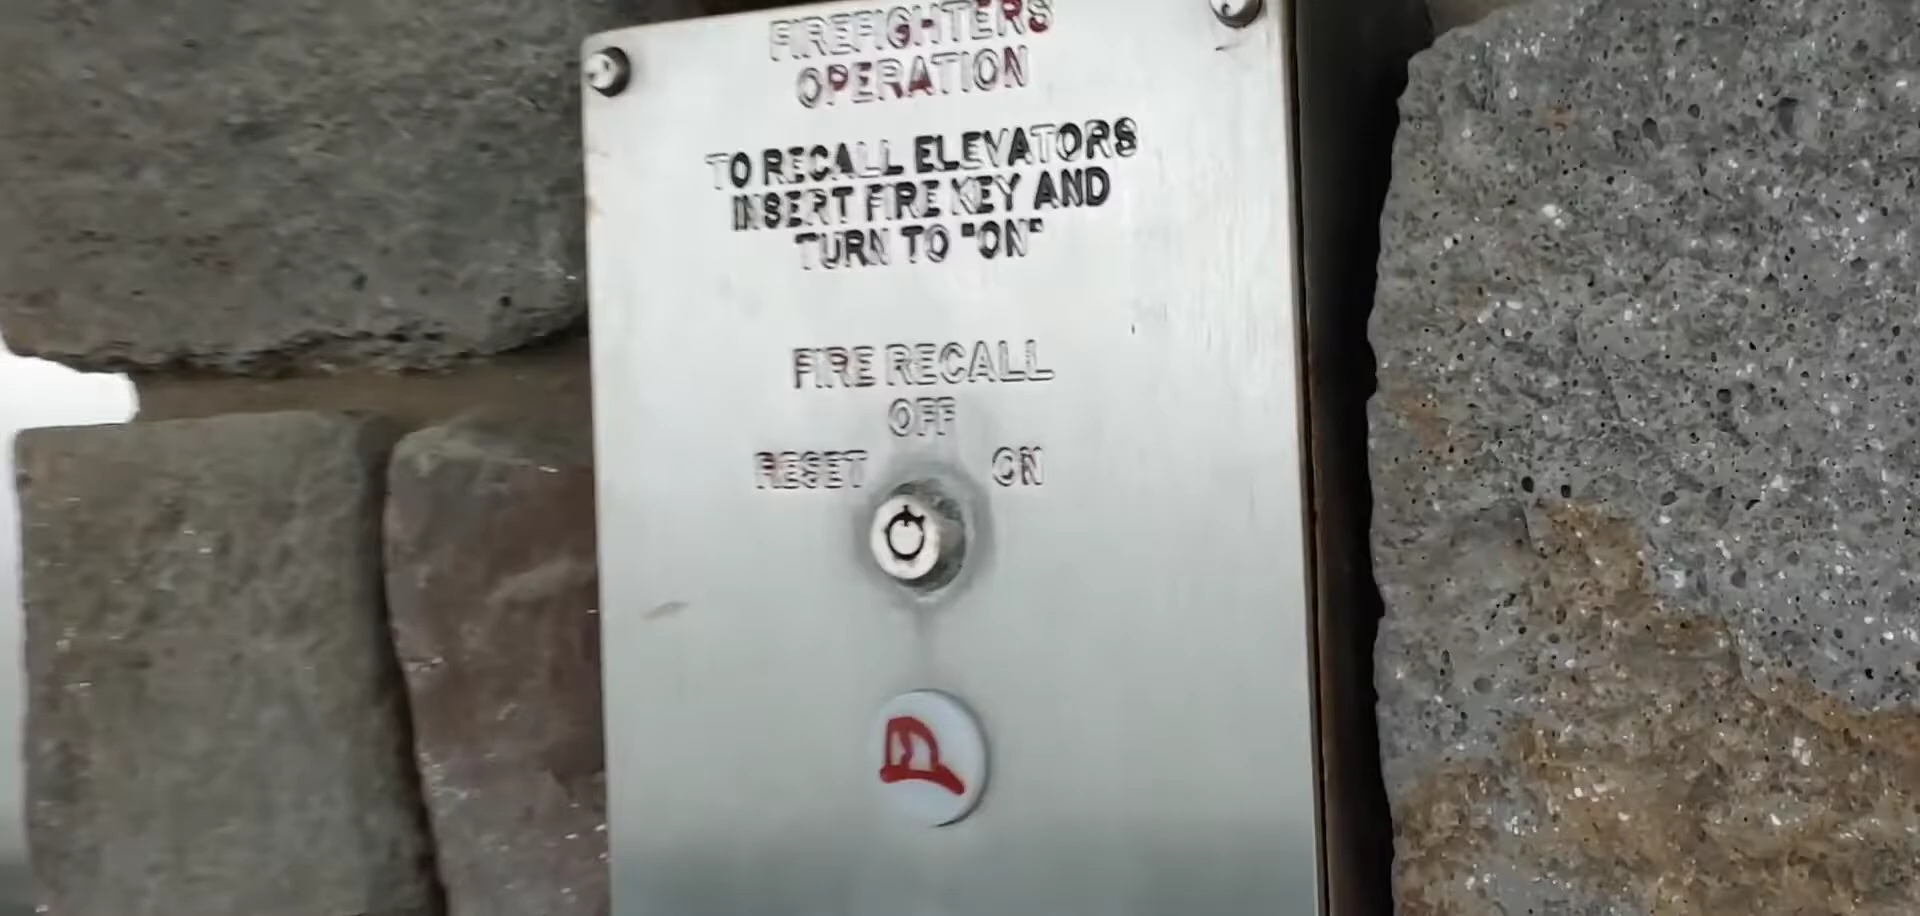 FIREFIGHTERS
OPERATION
TO RECALL ELEVATORS
INSERT FIRE KEY AND
TURN TO "ON"
FIRE RECALL
OFF
RESET ON